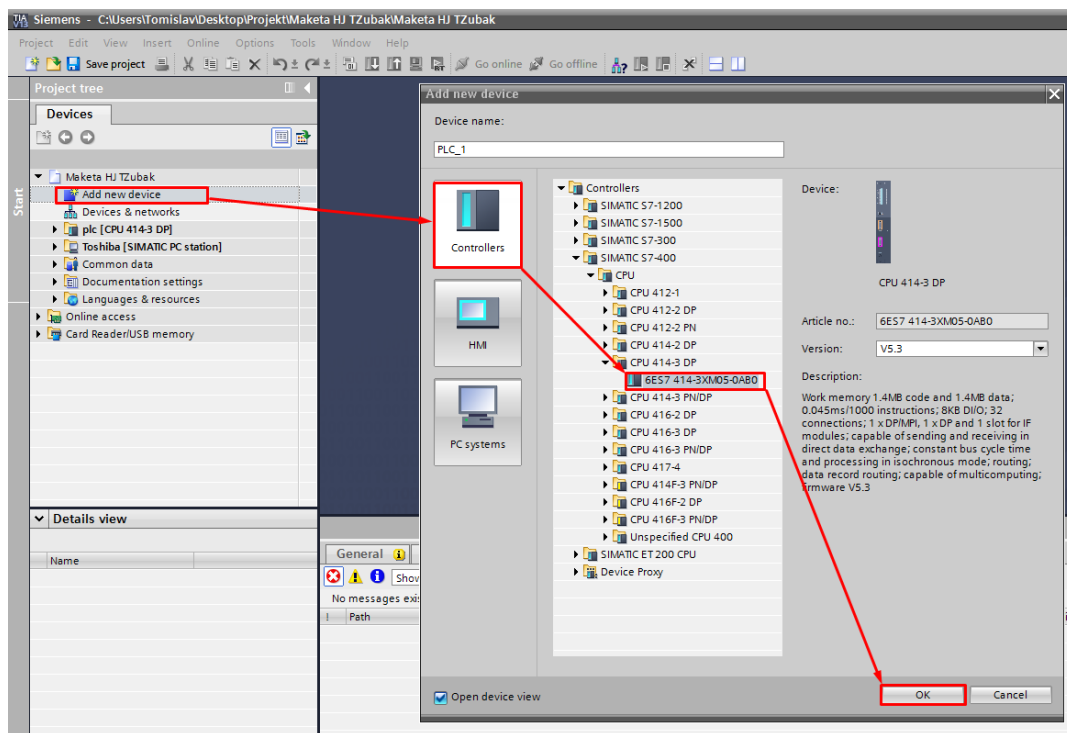 TIA V13 Siemens - C:\Users\Tomislav\Desktop\Projekt\Maketa HJ TZubak\Maketa HJ TZubak
Project Edit View Insert Online Options Tools Window Help
Save project Go online Go offline
Project tree
Devices
Start
Maketa HJ TZubak
Add new device
Devices & networks
plc [CPU 414-3 DP]
Toshiba [SIMATIC PC station]
Common data
Documentation settings
Languages & resources
Online access
Card Reader/USB memory
Details view
Name
General
Show
No messages exis
! Path
Add new device
Device name:
PLC_1
Controllers
HMI
PC systems
Controllers
SIMATIC S7-1200
SIMATIC S7-1500
SIMATIC S7-300
SIMATIC S7-400
CPU
CPU 412-1
CPU 412-2 DP
CPU 412-2 PN
CPU 414-2 DP
CPU 414-3 DP
6ES7 414-3XM05-0AB0
CPU 414-3 PN/DP
CPU 416-2 DP
CPU 416-3 DP
CPU 416-3 PN/DP
CPU 417-4
CPU 414F-3 PN/DP
CPU 416F-2 DP
CPU 416F-3 PN/DP
Unspecified CPU 400
SIMATIC ET 200 CPU
Device Proxy
Device:
CPU 414-3 DP
Article no.: 6ES7 414-3XM05-0AB0
Version: V5.3
Description:
Work memory 1.4MB code and 1.4MB data;
0.045ms/1000 instructions; 8KB DI/O; 32
connections; 1 x DP/MPI, 1 x DP and 1 slot for IF
modules; capable of sending and receiving in
direct data exchange; constant bus cycle time
and processing in isochronous mode; routing;
data record routing; capable of multicomputing;
firmware V5.3
Open device view
OK Cancel